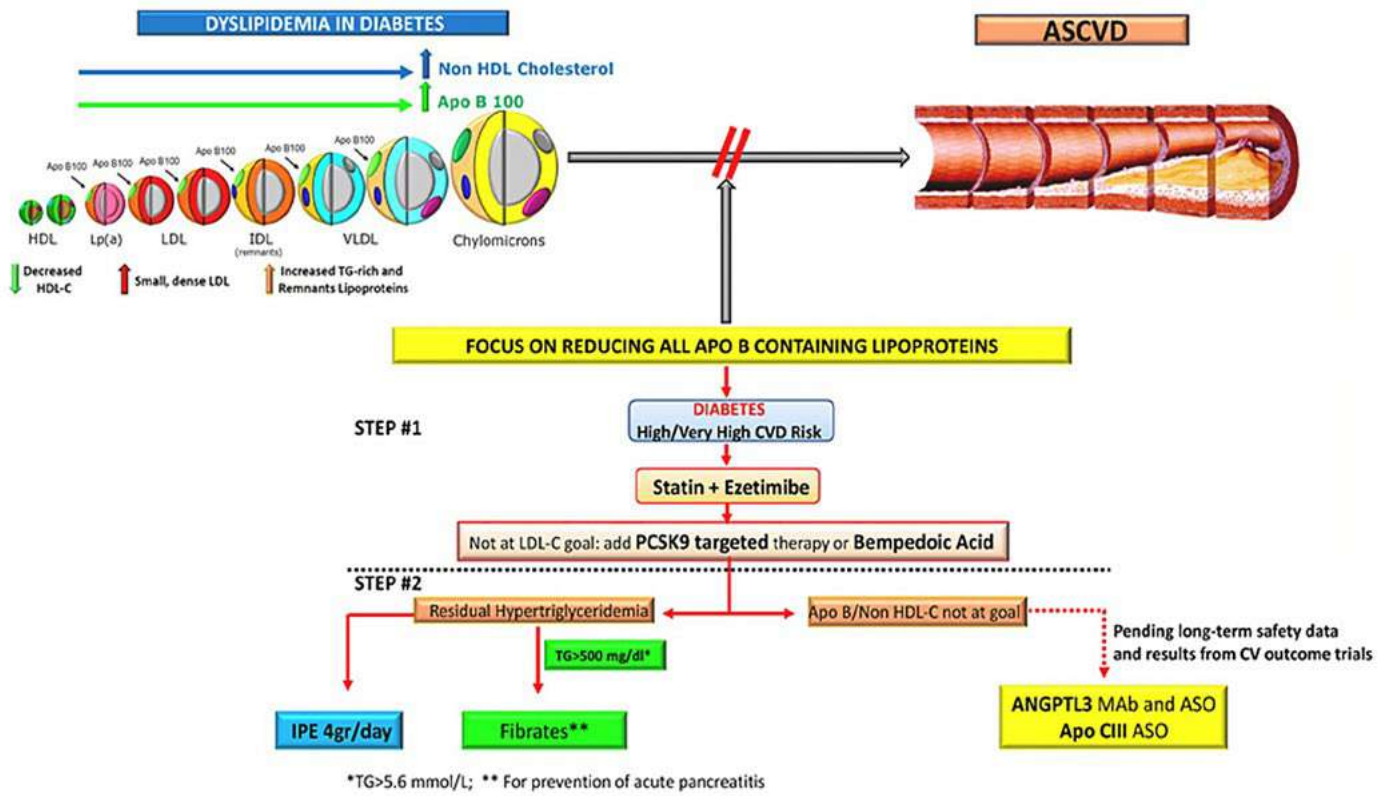 DYSLIPIDEMIA IN DIABETES
ASCVD
Non HDL Cholesterol
Apo B 100
Apo B100
Apo B100
Apo B100
Apo B100
Apo B100
Apo B100
HDL
Lp(a)
LDL
IDL
(remnants)
VLDL
Chylomicrons
Decreased
HDL-C
Small, dense LDL
Increased TG-rich and
Remnants Lipoproteins
FOCUS ON REDUCING ALL APO B CONTAINING LIPOPROTEINS
STEP #1
DIABETES
High/Very High CVD Risk
Statin + Ezetimibe
Not at LDL-C goal: add PCSK9 targeted therapy or Bempedoic Acid
STEP #2
Residual Hypertriglyceridemia
Apo B/Non HDL-C not at goal
TG>500 mg/dl*
Pending long-term safety data
and results from CV outcome trials
IPE 4gr/day
Fibrates**
ANGPTL3 MAb and ASO
Apo CIII ASO
*TG>5.6 mmol/L; ** For prevention of acute pancreatitis